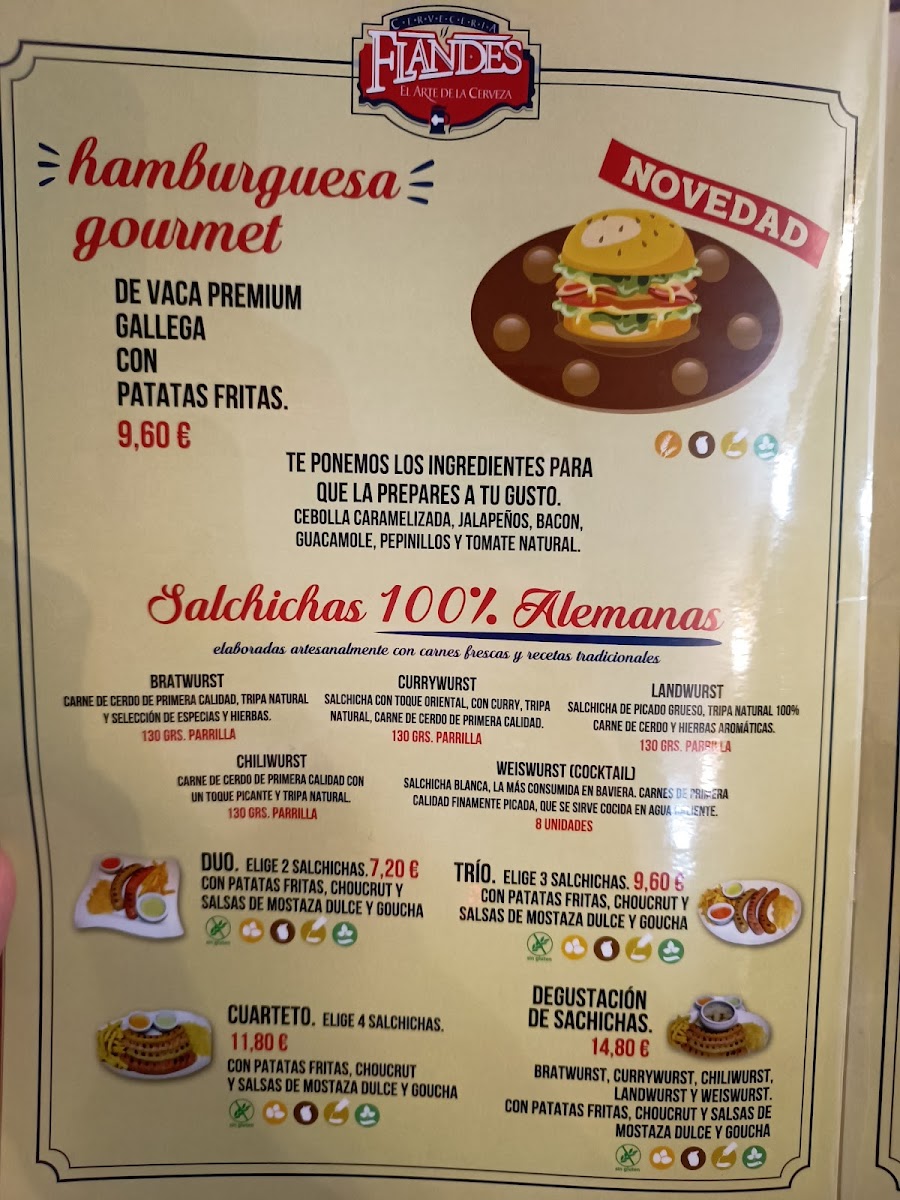 CERVECERIA
y
FLANDES
EL ARTE DE LA CERVEZA
hamburguesa
gourmet
NOVEDAD
DE VACA PREMIUM
GALLEGA
CON
PATATAS FRITAS.
9,60 €
TE PONEMOS LOS INGREDIENTES PARA
QUE LA PREPARES A TU GUSTO.
CEBOLLA CARAMELIZADA, JALAPEÑOS, BACON,
GUACAMOLE, PEPINILLOS Y TOMATE NATURAL.
Salchichas 100% Alemanas
elaboradas artesanalmente con carnes frescas y recetas tradicionales
BRATWURST
CARNE DE CERDO DE PRIMERA CALIDAD, TRIPA NATURAL
Y SELECCIÓN DE ESPECIAS Y HIERBAS.
130 GRS. PARRILLA
CURRYWURST
SALCHICHA CON TOQUE ORIENTAL, CON CURRY, TRIPA
NATURAL, CARNE DE CERDO DE PRIMERA CALIDAD.
130 GRS. PARRILLA
LANDWURST
SALCHICHA DE PICADO GRUESO, TRIPA NATURAL 100%
CARNE DE CERDO Y HIERBAS AROMÁTICAS.
130 GRS. PARRILLA
CHILIWURST
CARNE DE CERDO DE PRIMERA CALIDAD CON
UN TOQUE PICANTE Y TRIPA NATURAL.
130 GRS. PARRILLA
WEISWURST (COCKTAIL)
SALCHICHA BLANCA, LA MÁS CONSUMIDA EN BAVIERA. CARNES DE PRIMERA
CALIDAD FINAMENTE PICADA, QUE SE SIRVE COCIDA EN AGUA CALIENTE.
8 UNIDADES
DUO. ELIGE 2 SALCHICHAS. 7,20 €
CON PATATAS FRITAS, CHOUCRUT Y
SALSAS DE MOSTAZA DULCE Y GOUCHA
sin gluten
TRÍO. ELIGE 3 SALCHICHAS. 9,60 €
CON PATATAS FRITAS, CHOUCRUT Y
SALSAS DE MOSTAZA DULCE Y GOUCHA
sin gluten
CUARTETO. ELIGE 4 SALCHICHAS.
11,80 €
CON PATATAS FRITAS, CHOUCRUT
Y SALSAS DE MOSTAZA DULCE Y GOUCHA
sin gluten
DEGUSTACIÓN
DE SACHICHAS.
14,80 €
BRATWURST, CURRYWURST, CHILIWURST,
LANDWURST Y WEISWURST.
CON PATATAS FRITAS, CHOUCRUT Y SALSAS DE
MOSTAZA DULCE Y GOUCHA
sin gluten